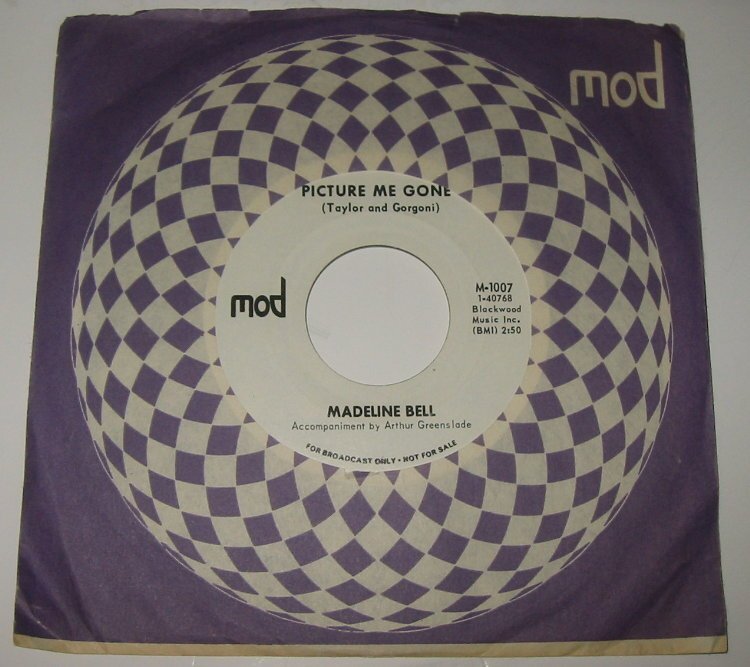 mod
PICTURE ME GONE
(Taylor and Gorgoni)
mod
M-1007
1-40768
Blackwood
Music Inc.
(BMI) 2:50
MADELINE BELL
Accompaniment by Arthur Greenslade
FOR BROADCAST ONLY • NOT FOR SALE